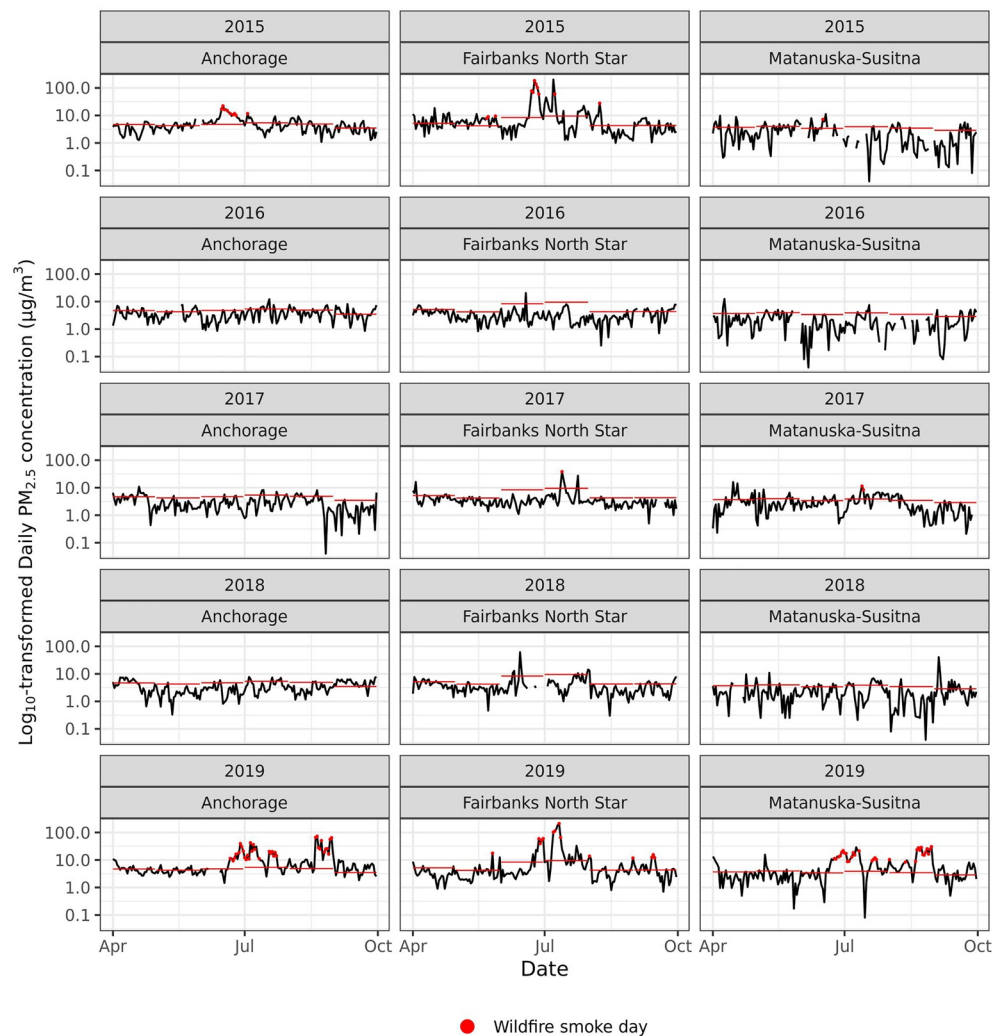 2015 2015 2015
Anchorage Fairbanks North Star Matanuska-Susitna
100.0
10.0
1.0
0.1
2016 2016 2016
Anchorage Fairbanks North Star Matanuska-Susitna
100.0
10.0
1.0
0.1
2017 2017 2017
Anchorage Fairbanks North Star Matanuska-Susitna
100.0
10.0
1.0
0.1
2018 2018 2018
Anchorage Fairbanks North Star Matanuska-Susitna
100.0
10.0
1.0
0.1
2019 2019 2019
Anchorage Fairbanks North Star Matanuska-Susitna
100.0
10.0
1.0
0.1
Apr Jul Oct Apr Jul Oct Apr Jul Oct
Log₁₀-transformed Daily PM₂.₅ concentration (µg/m³)
Date
Wildfire smoke day